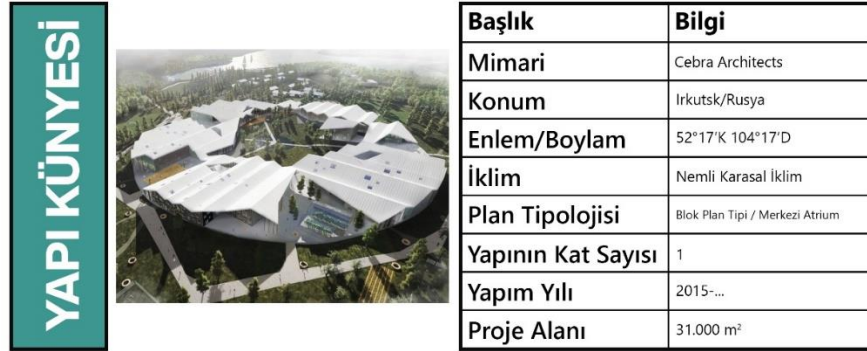 YAPI KÜNYESİ
Başlık Bilgi
Mimari Cebra Architects
Konum Irkutsk/Rusya
Enlem/Boylam 52°17'K 104°17'D
İklim Nemli Karasal İklim
Plan Tipolojisi Blok Plan Tipi / Merkezi Atrium
Yapının Kat Sayısı 1
Yapım Yılı 2015-...
Proje Alanı 31.000 m²